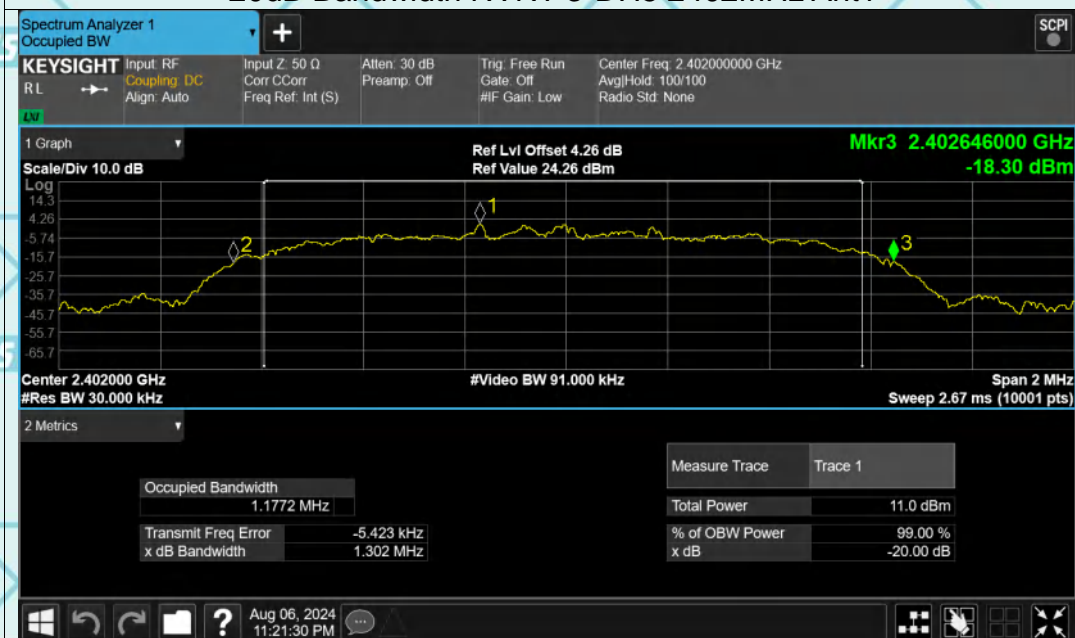 Spectrum Analyzer 1
Occupied BW
+
SCPI
KEYSIGHT
RL
LXI
Input: RF
Coupling: DC
Align: Auto
Input Z: 50 Ω
Corr CCorr
Freq Ref: Int (S)
Atten: 30 dB
Preamp: Off
Trig: Free Run
Gate: Off
#IF Gain: Low
Center Freq: 2.402000000 GHz
Avg|Hold: 100/100
Radio Std: None
1 Graph
Scale/Div 10.0 dB
Ref Lvl Offset 4.26 dB
Ref Value 24.26 dBm
Mkr3 2.402646000 GHz
-18.30 dBm
Log
14.3
4.26
-5.74
-15.7
-25.7
-35.7
-45.7
-55.7
-65.7
1
2
3
Center 2.402000 GHz
#Res BW 30.000 kHz
#Video BW 91.000 kHz
Span 2 MHz
Sweep 2.67 ms (10001 pts)
2 Metrics
Occupied Bandwidth
1.1772 MHz
Transmit Freq Error -5.423 kHz
x dB Bandwidth 1.302 MHz
Measure Trace Trace 1
Total Power 11.0 dBm
% of OBW Power 99.00 %
x dB -20.00 dB
?
Aug 06, 2024
11:21:30 PM